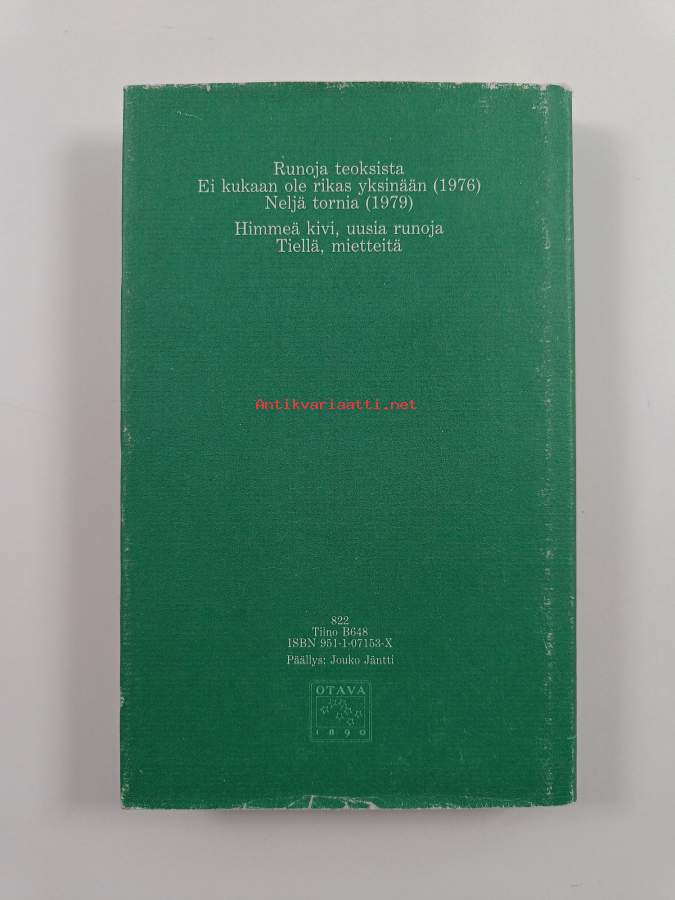 Runoja teoksista
Ei kukaan ole rikas yksinään (1976)
Neljä tornia (1979)
Himmeä kivi, uusia runoja
Tiellä, mietteitä
Antikvariaatti.net
822
Tiino B648
ISBN 951-1-07153-X
Päällys: Jouko Jäntti
OTAVA
1890